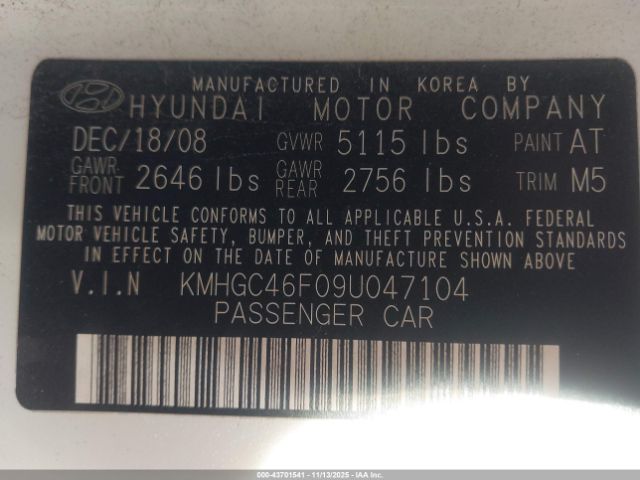 MANUFACTURED IN KOREA BY
HYUNDAI MOTOR COMPANY
DEC/18/08 GVWR 5115 lbs PAINT AT
GAWR FRONT 2646 lbs GAWR REAR 2756 lbs TRIM M5
THIS VEHICLE CONFORMS TO ALL APPLICABLE U.S.A. FEDERAL
MOTOR VEHICLE SAFETY, BUMPER, AND THEFT PREVENTION STANDARDS
IN EFFECT ON THE DATE OF MANUFACTURE SHOWN ABOVE.
V.I.N KMHGC46F09U047104
PASSENGER CAR
000-43701541 - 11/13/2025 - IAAI.COM